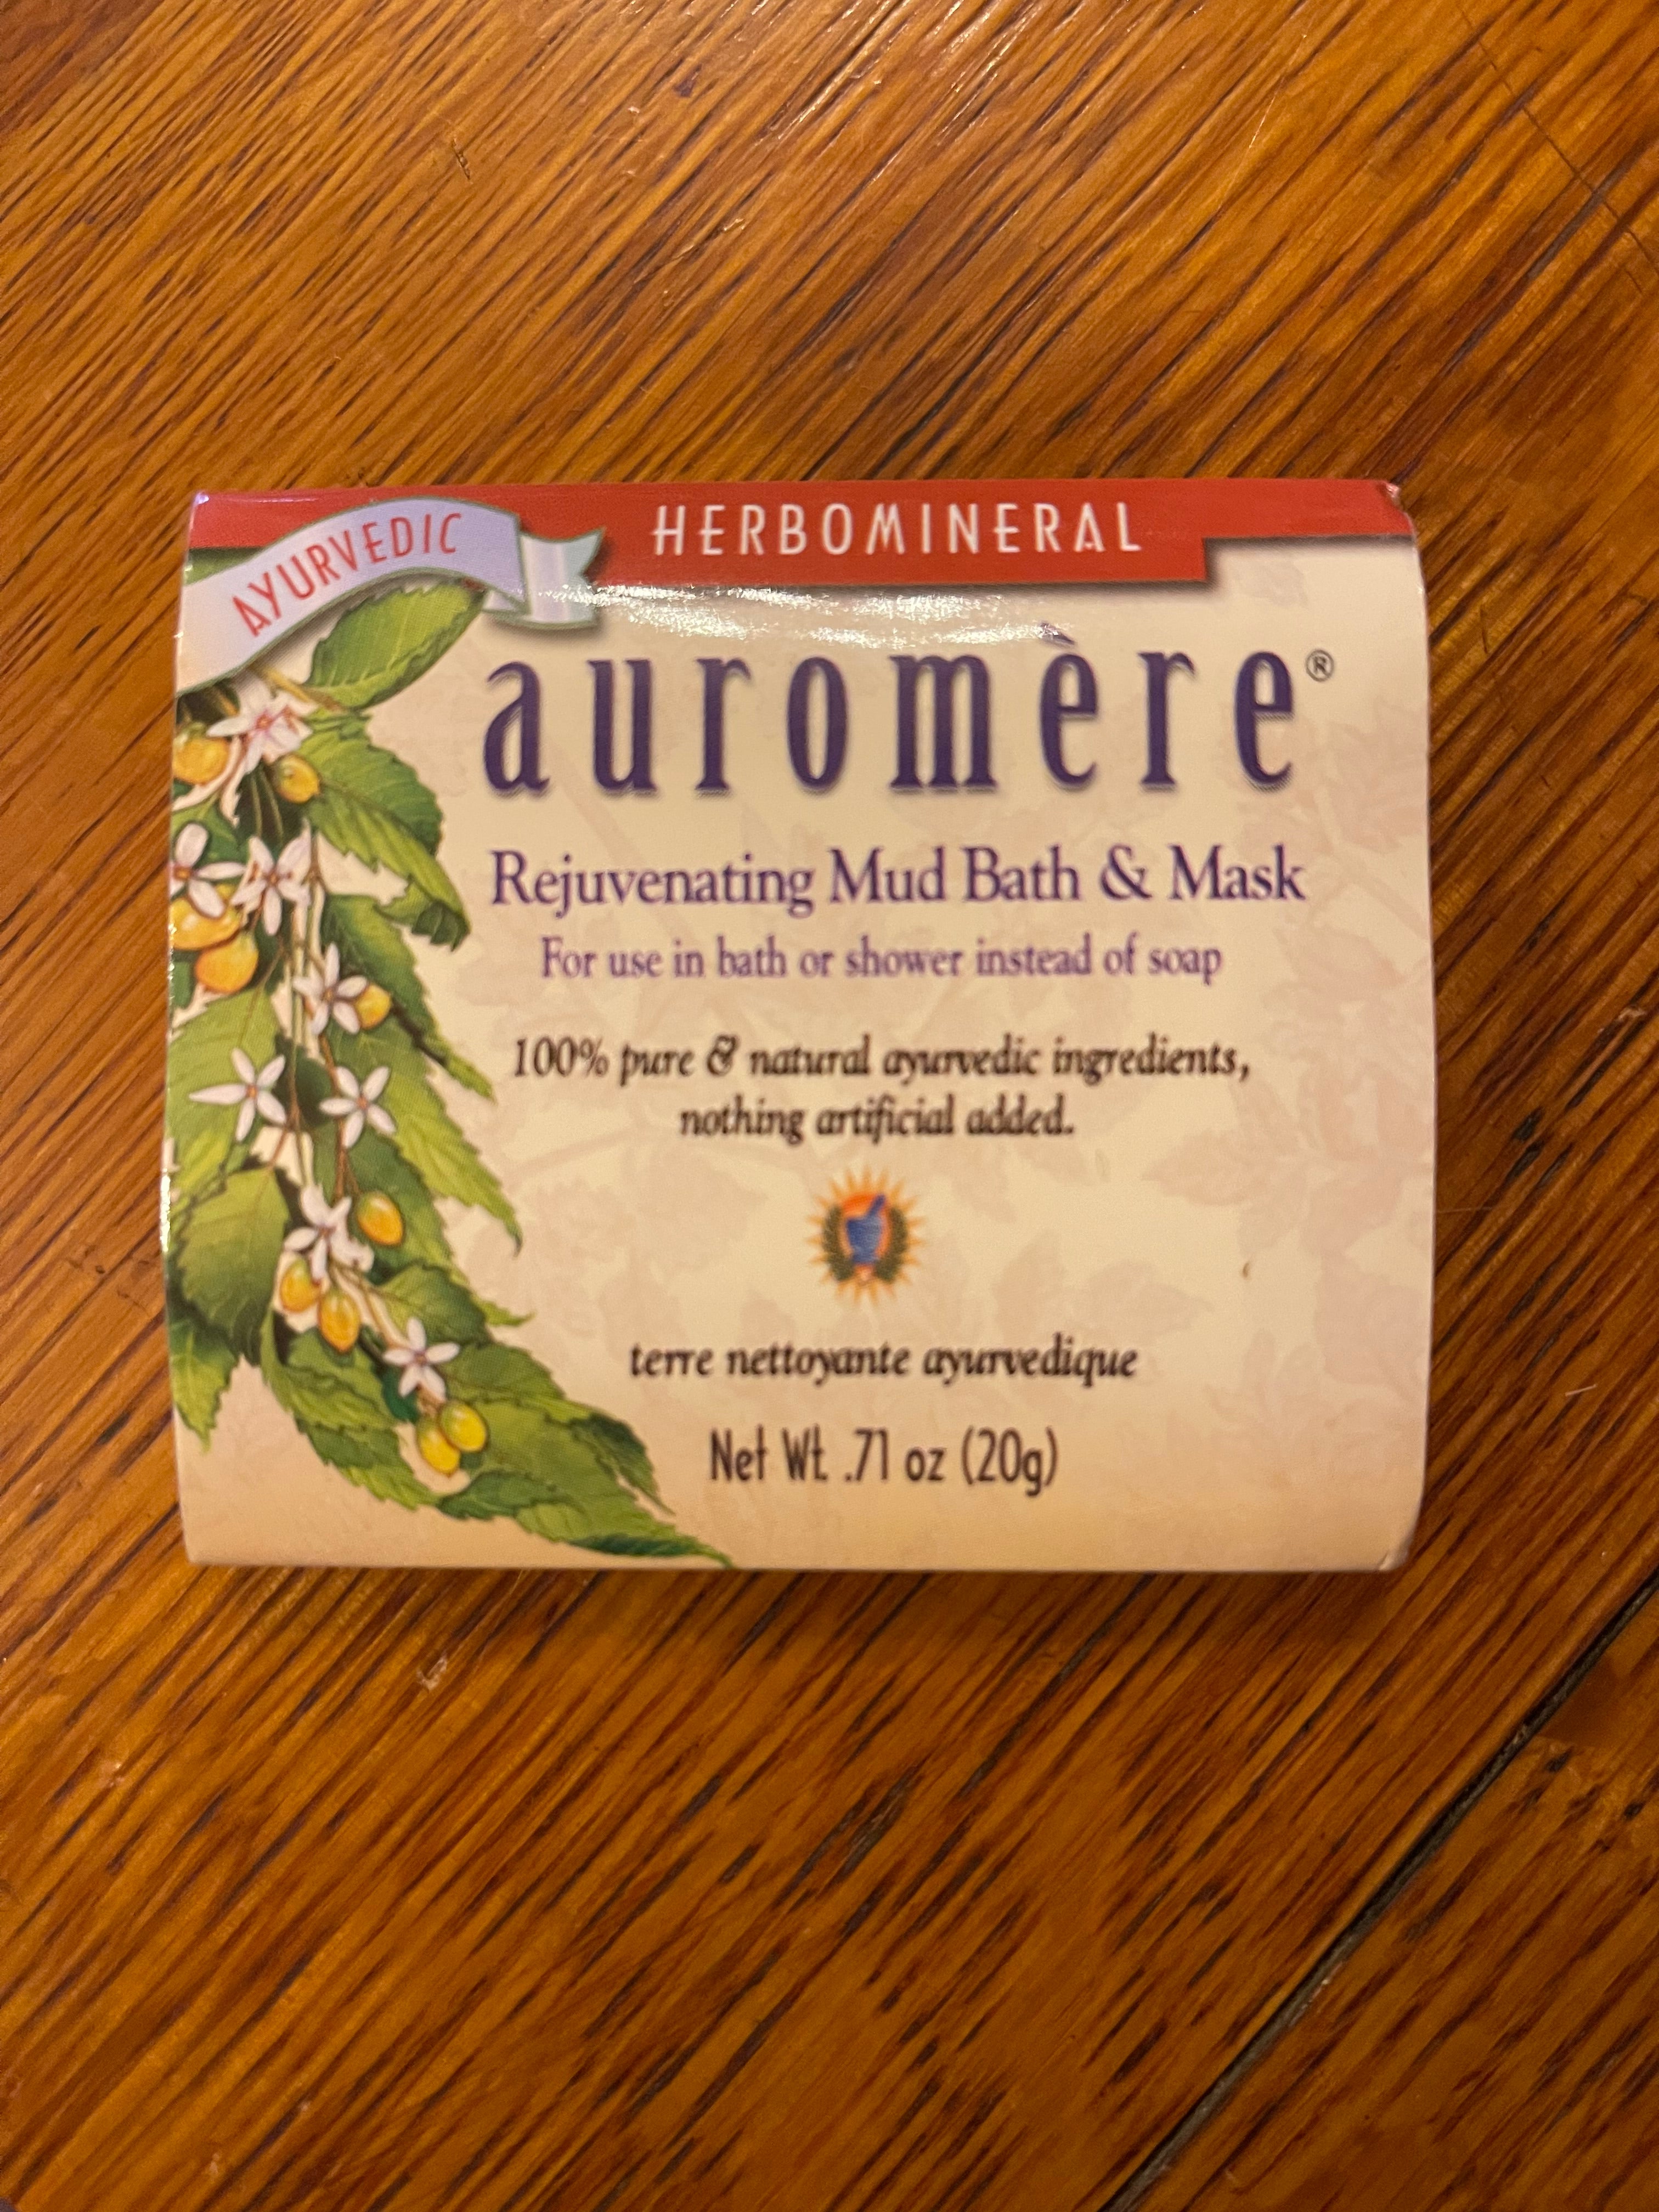 AYURVEDIC
HERBOMINERAL
auromère®
Rejuvenating Mud Bath & Mask
For use in bath or shower instead of soap
100% pure & natural ayurvedic ingredients,
nothing artificial added.
terre nettoyante ayurvedique
Net Wt. .71 oz (20g)